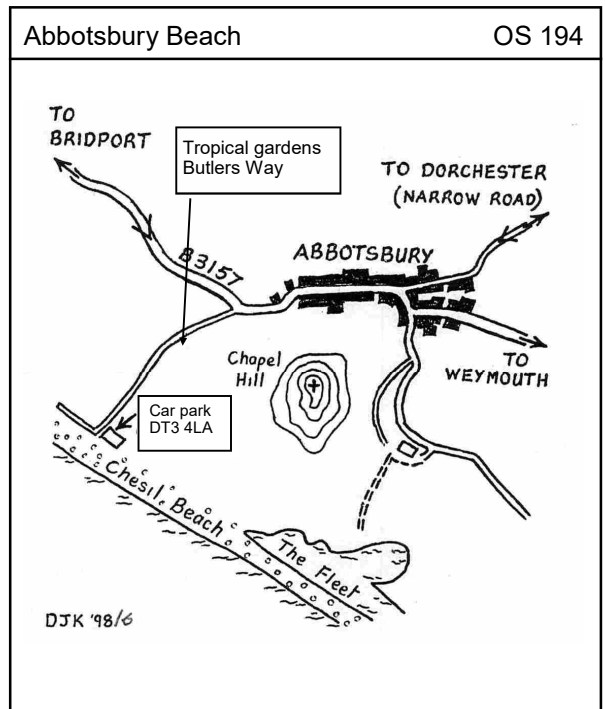 Abbotsbury Beach OS 194
TO
BRIDPORT
Tropical gardens
Butlers Way
TO DORCHESTER
(NARROW ROAD)
B3157
ABBOTSBURY
Chapel
Hill
TO
WEYMOUTH
Car park
DT3 4LA
Chesil Beach
The Fleet
DJK '98/6